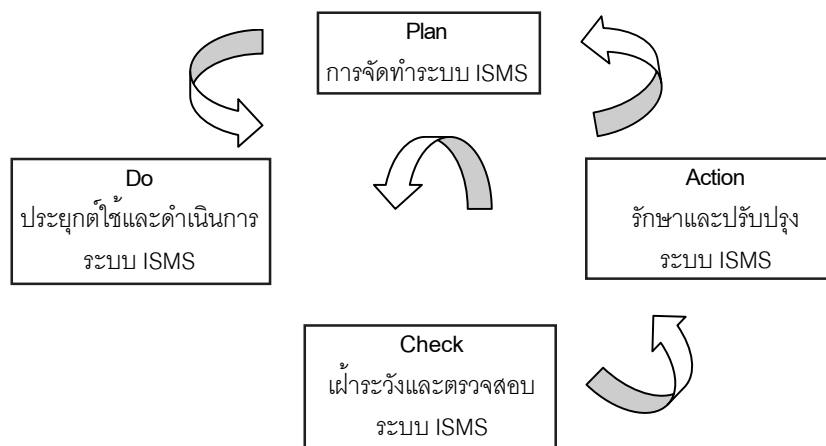 Plan
การจัดทำระบบ ISMS
Do
ประยุกต์ใช้และดำเนินการ
ระบบ ISMS
Action
รักษาและปรับปรุง
ระบบ ISMS
Check
เฝ้าระวังและตรวจสอบ
ระบบ ISMS